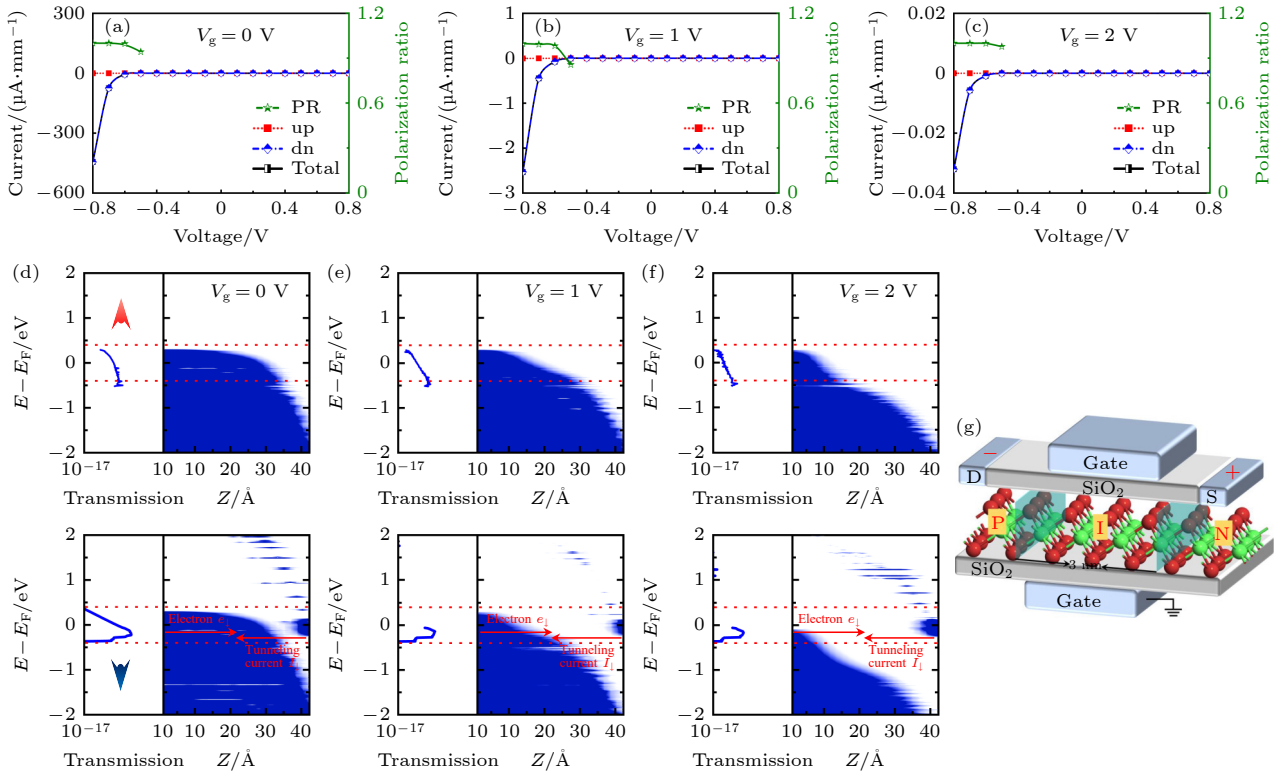 (a)
V_g = 0 V
300
0
−300
−600
Current/(μA·mm⁻¹)
1.2
0.6
0
Polarization ratio
PR
up
dn
Total
−0.8 −0.4 0 0.4 0.8
Voltage/V
(b)
V_g = 1 V
1
0
−1
−2
−3
Current/(μA·mm⁻¹)
1.2
0.6
0
Polarization ratio
PR
up
dn
Total
−0.8 −0.4 0 0.4 0.8
Voltage/V
(c)
V_g = 2 V
0.02
0
−0.02
−0.04
Current/(μA·mm⁻¹)
1.2
0.6
0
Polarization ratio
PR
up
dn
Total
−0.8 −0.4 0 0.4 0.8
Voltage/V
(d)
V_g = 0 V
2
1
0
−1
−2
E−E_F/eV
10⁻¹⁷ 10 20 30 40
Transmission Z/Å
(e)
V_g = 1 V
2
1
0
−1
−2
E−E_F/eV
10⁻¹⁷ 10 20 30 40
Transmission Z/Å
(f)
V_g = 2 V
2
1
0
−1
−2
E−E_F/eV
10⁻¹⁷ 10 20 30 40
Transmission Z/Å
2
1
0
−1
−2
E−E_F/eV
Electron e↓
Tunneling
current I↓
10⁻¹⁷ 10 20 30 40
Transmission Z/Å
2
1
0
−1
−2
E−E_F/eV
Electron e↓
Tunneling
current I↓
10⁻¹⁷ 10 20 30 40
Transmission Z/Å
2
1
0
−1
−2
E−E_F/eV
Electron e↓
Tunneling
current I↓
10⁻¹⁷ 10 20 30 40
Transmission Z/Å
(g)
−
Gate
+
D
SiO₂
S
P
I
N
3 nm
SiO₂
Gate